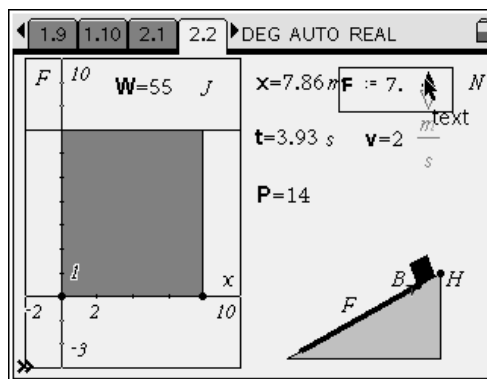 1.9 1.10 2.1 2.2 DEG AUTO REAL
F 10 W=55 J x=7.86 m F := 7. N
text
t=3.93 s v=2 m/s
P=14
1 x
-2 2 10
-3
B H
F